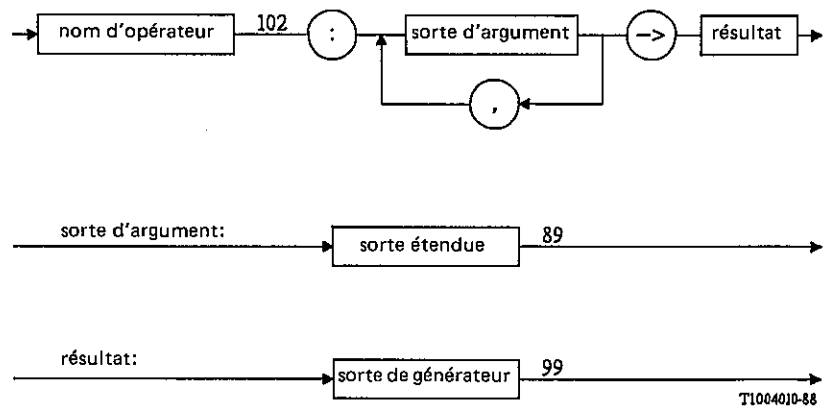 nom d'opérateur 102 : sorte d'argument -> résultat
,
sorte d'argument: sorte étendue 89
résultat: sorte de générateur 99
T1004010-88